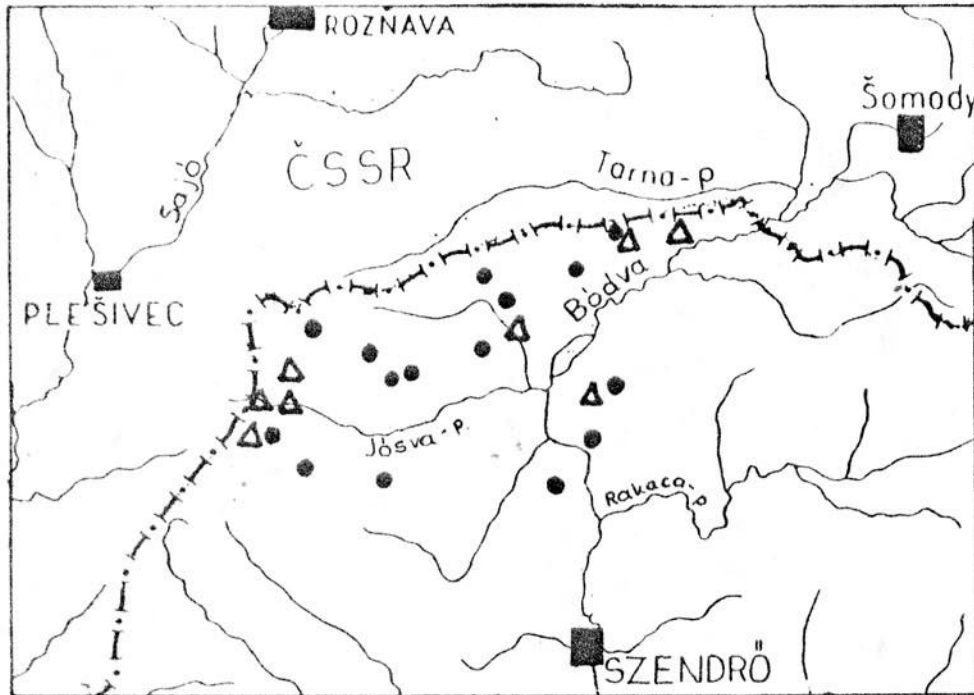 ROZNAVA
Šomody
ČSSR
Sajó
Tarna-p
PLEŠIVEC
Bódva
Jósva-p.
Rakaca-p
SZENDRŐ